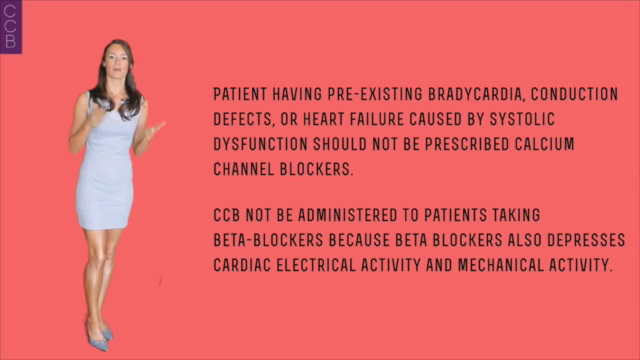 CCB
PATIENT HAVING PRE-EXISTING BRADYCARDIA, CONDUCTION
DEFECTS, OR HEART FAILURE CAUSED BY SYSTOLIC
DYSFUNCTION SHOULD NOT BE PRESCRIBED CALCIUM
CHANNEL BLOCKERS.
CCB NOT BE ADMINISTERED TO PATIENTS TAKING
BETA-BLOCKERS BECAUSE BETA BLOCKERS ALSO DEPRESSES
CARDIAC ELECTRICAL ACTIVITY AND MECHANICAL ACTIVITY.